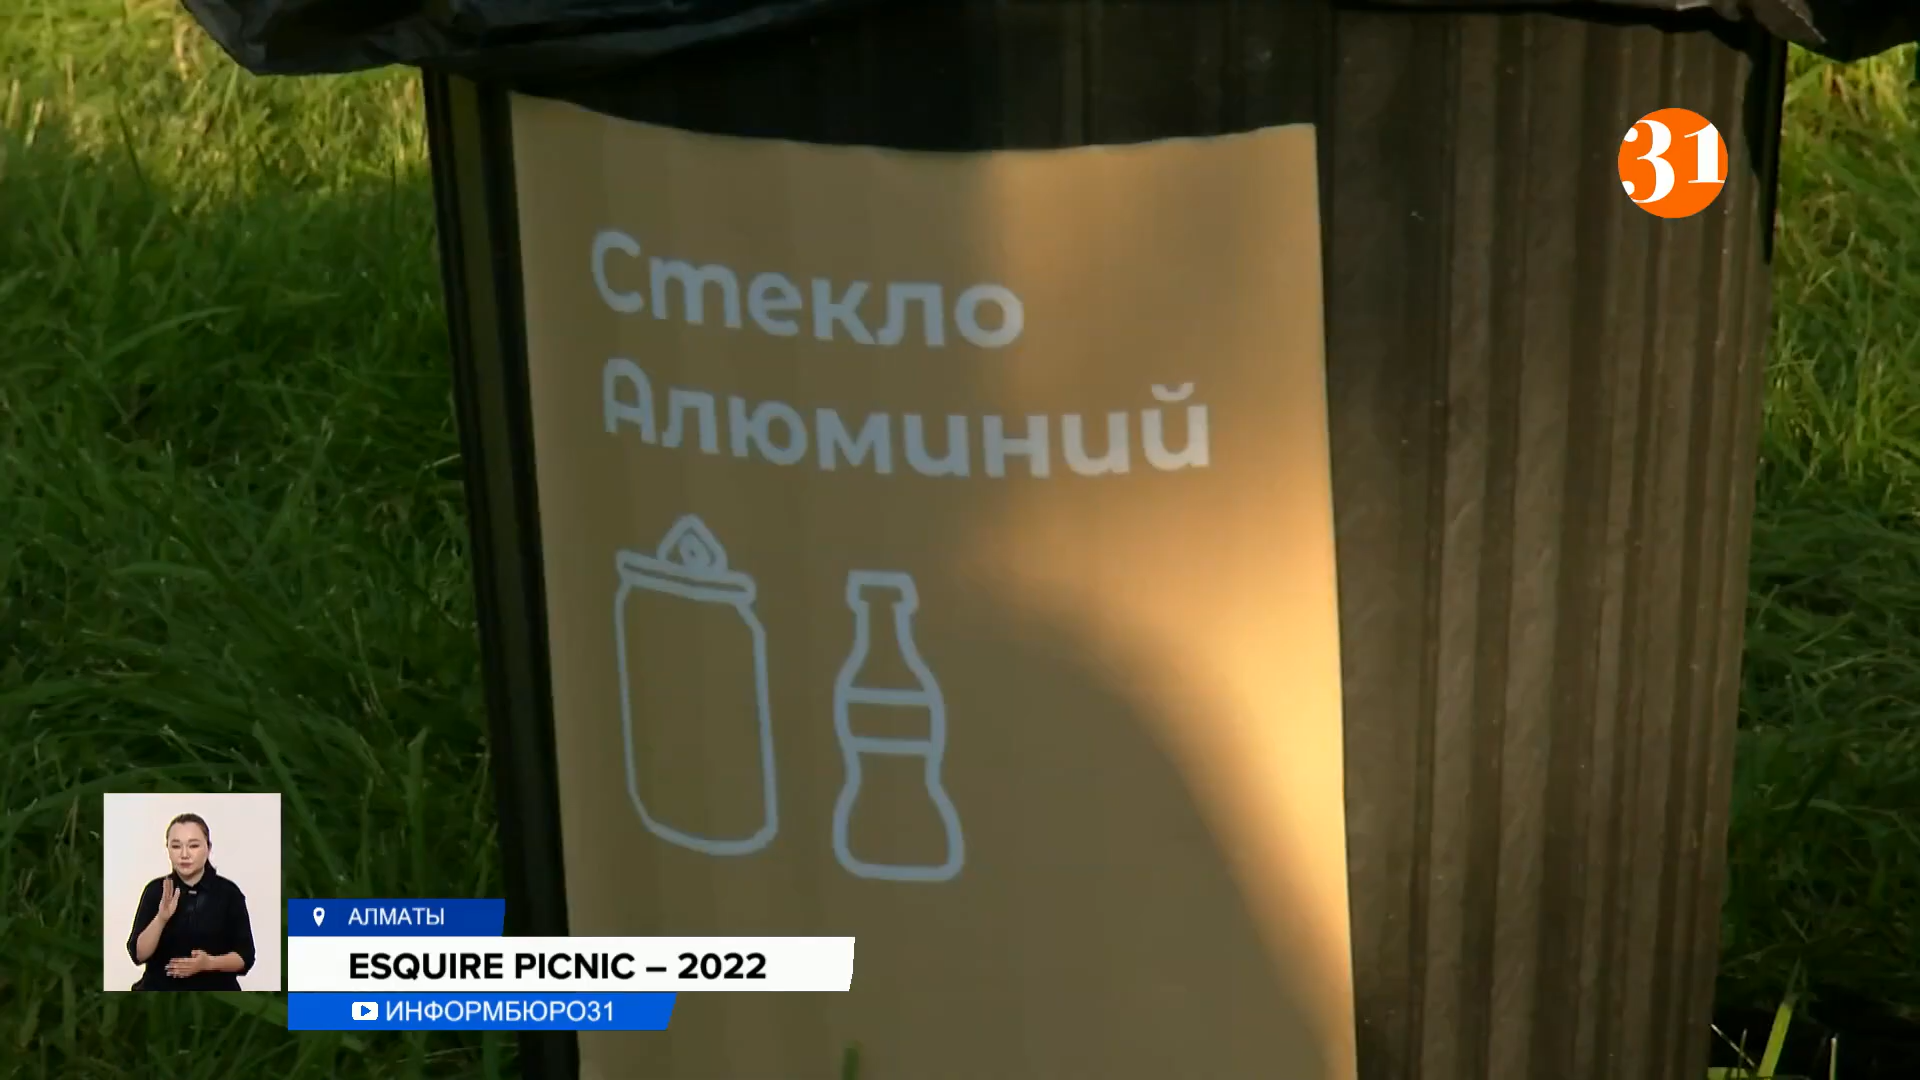 31
Стекло
Алюминий
АЛМАТЫ
ESQUIRE PICNIC – 2022
ИНФОРМБЮРО31